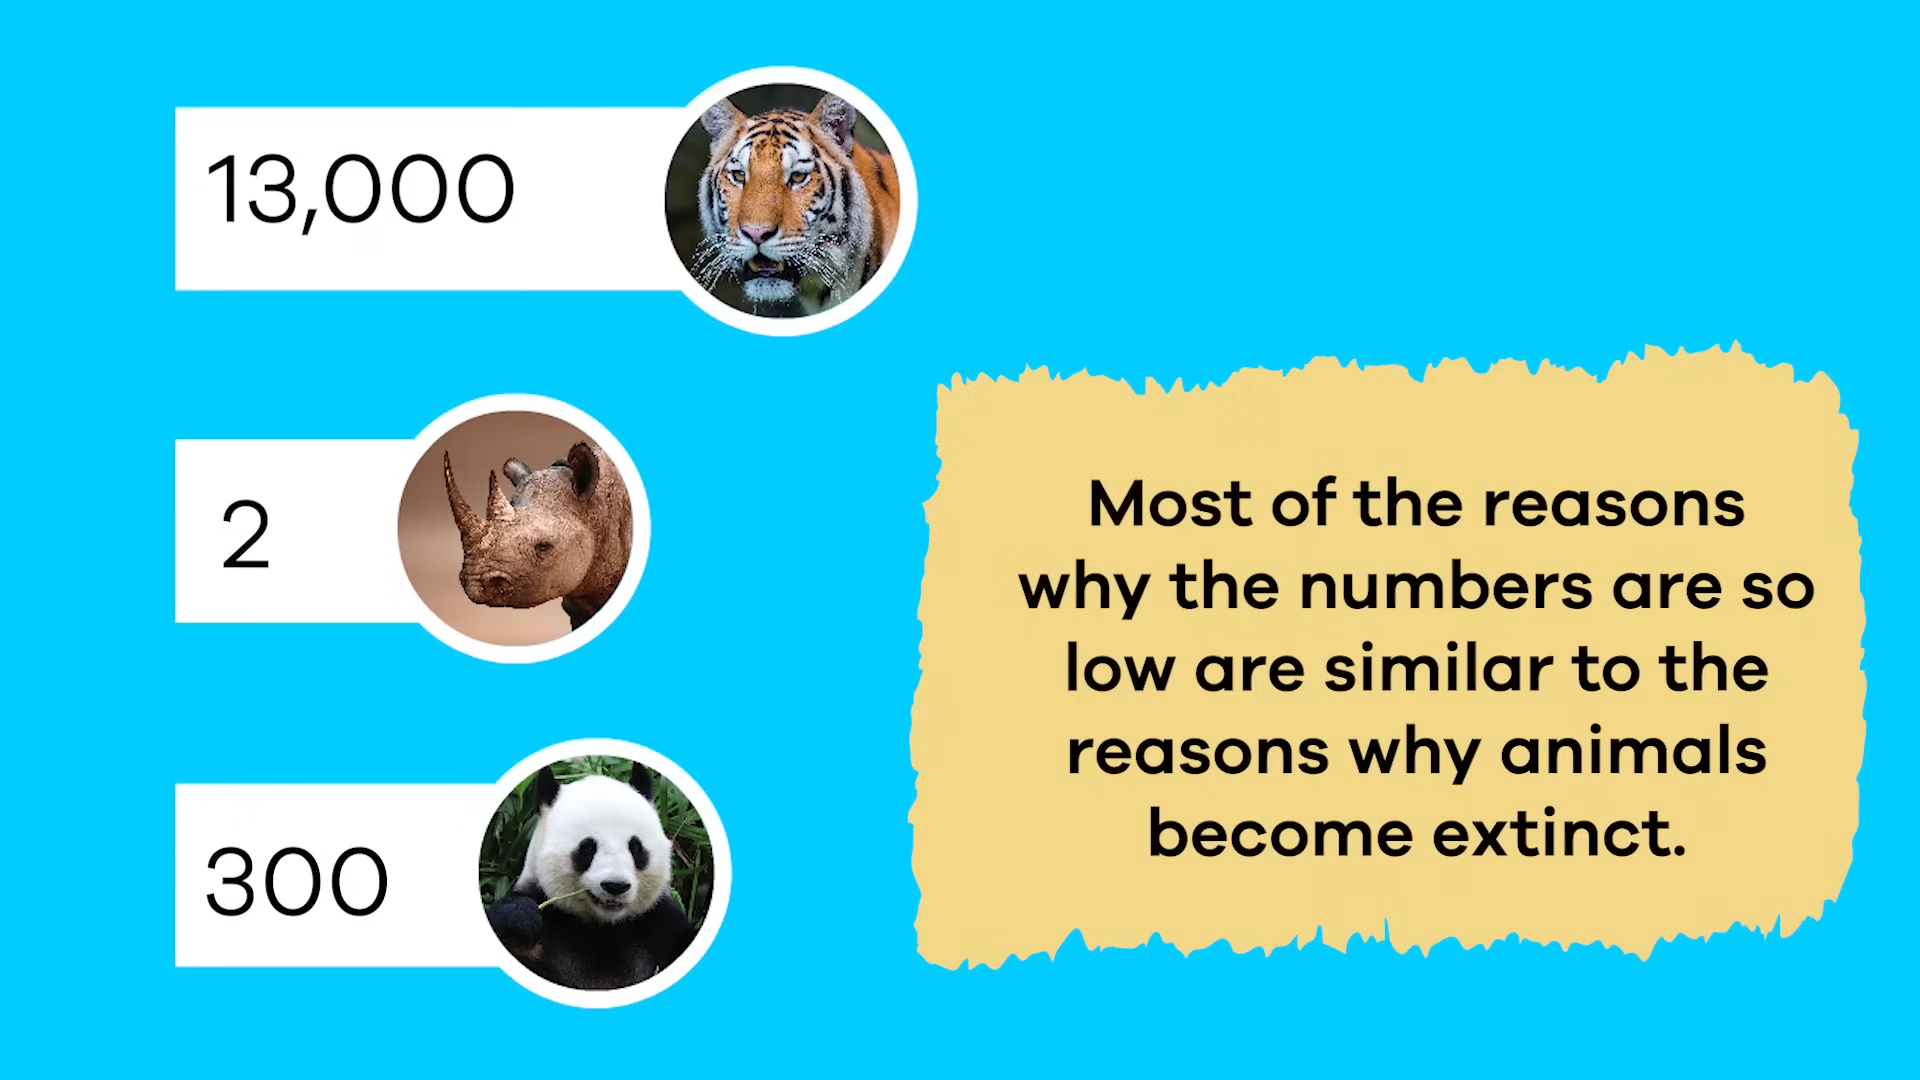 13,000
2
300
Most of the reasons
why the numbers are so
low are similar to the
reasons why animals
become extinct.